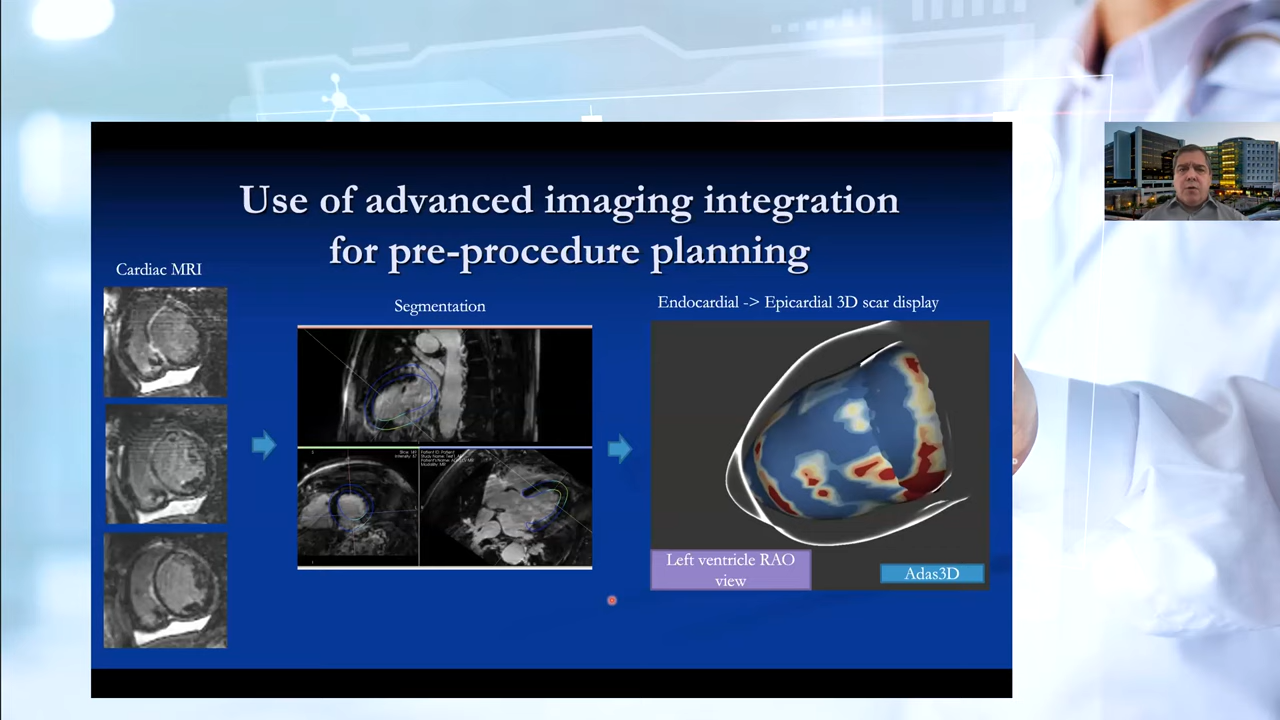 Use of advanced imaging integration
for pre-procedure planning
Cardiac MRI
Segmentation
Endocardial -> Epicardial 3D scar display
Left ventricle RAO
view
Adas3D